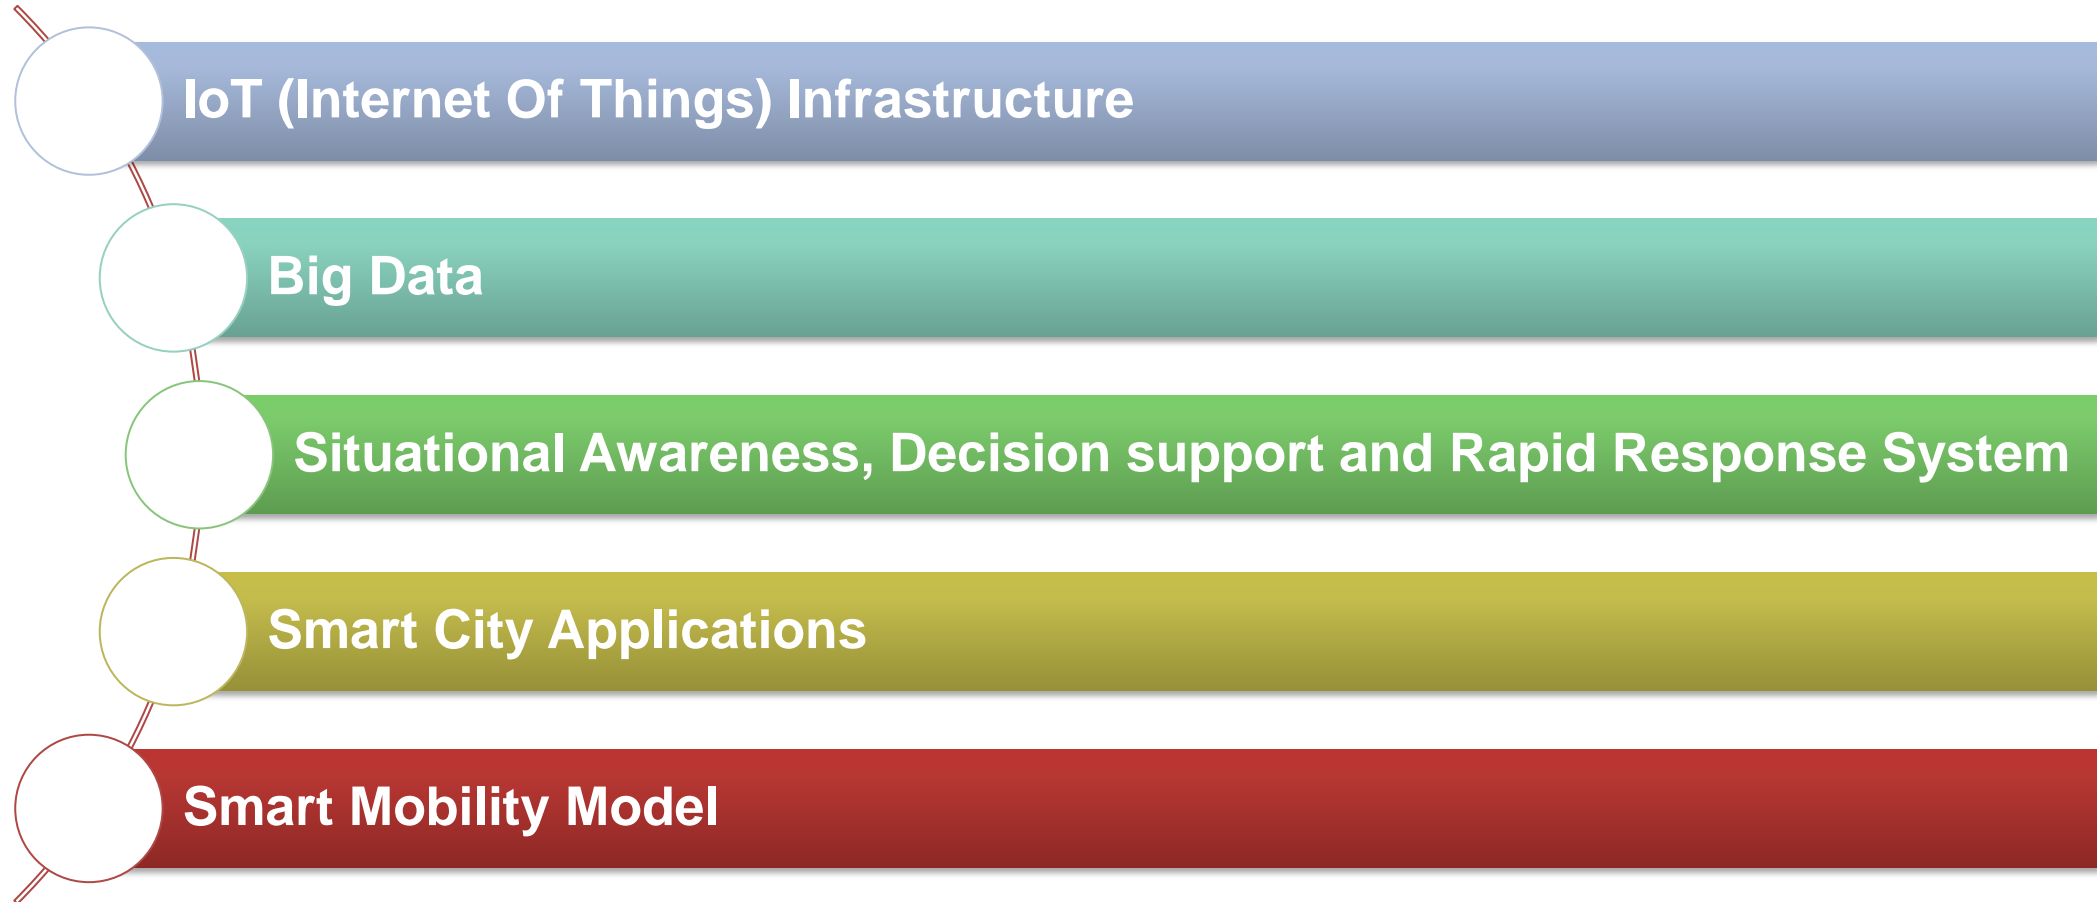 IoT (Internet Of Things) Infrastructure
Big Data
Situational Awareness, Decision support and Rapid Response System
Smart City Applications
Smart Mobility Model